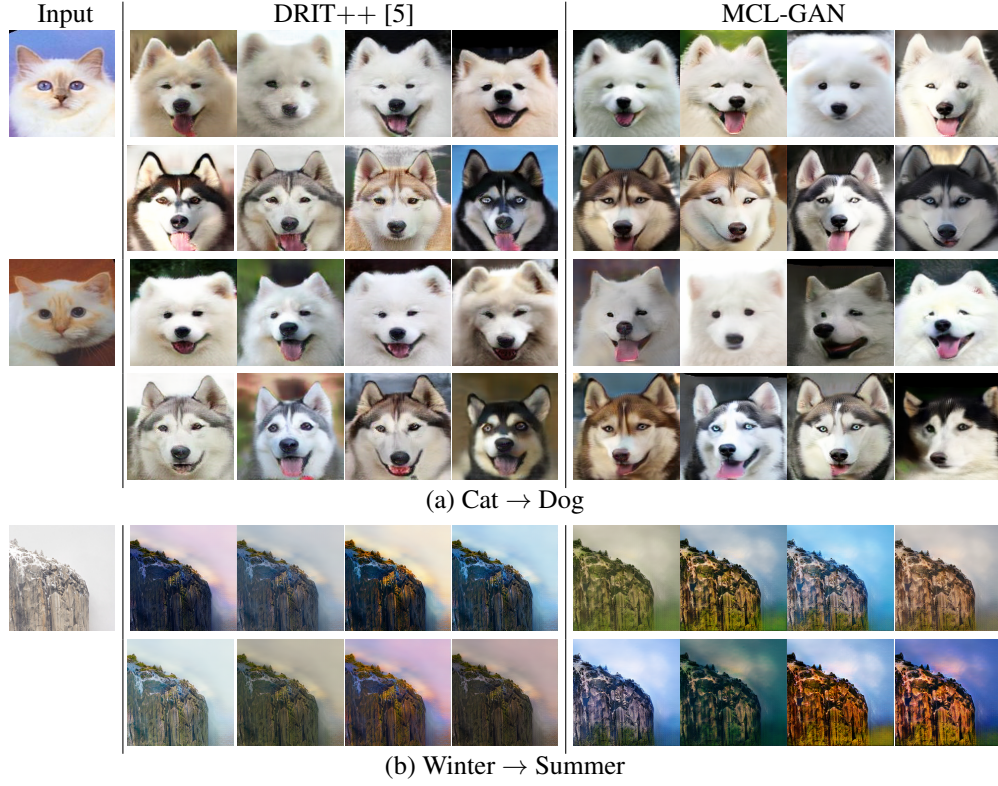 Input DRIT++ [5] MCL-GAN
(a) Cat → Dog
(b) Winter → Summer